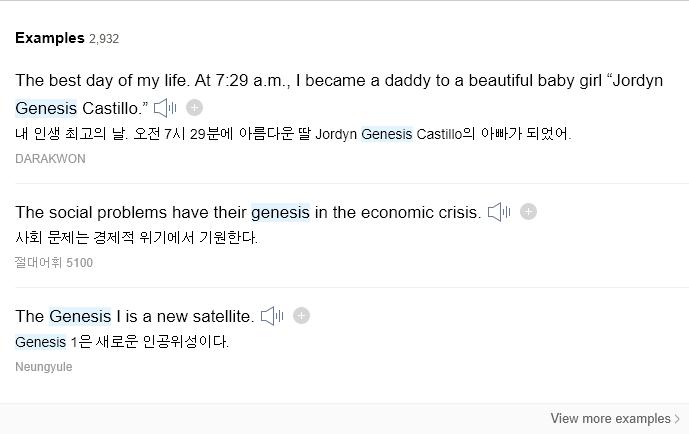 Examples 2,932
The best day of my life. At 7:29 a.m., I became a daddy to a beautiful baby girl “Jordyn
Genesis Castillo.”
내 인생 최고의 날. 오전 7시 29분에 아름다운 딸 Jordyn Genesis Castillo의 아빠가 되었어.
DARAKWON
The social problems have their genesis in the economic crisis.
사회 문제는 경제적 위기에서 기원한다.
절대어휘 5100
The Genesis I is a new satellite.
Genesis 1은 새로운 인공위성이다.
Neungyule
View more examples